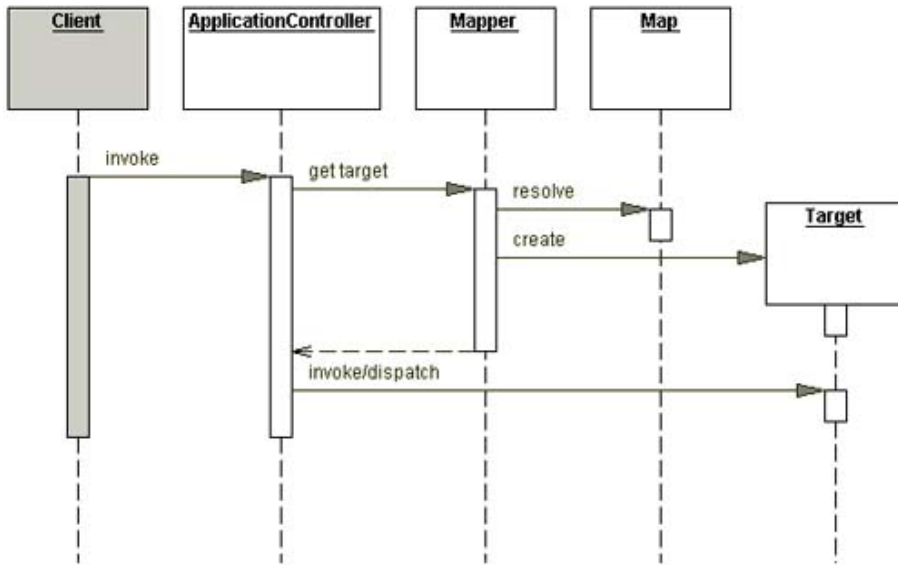 Client
ApplicationController
Mapper
Map
invoke
get target
resolve
Target
create
invoke/dispatch